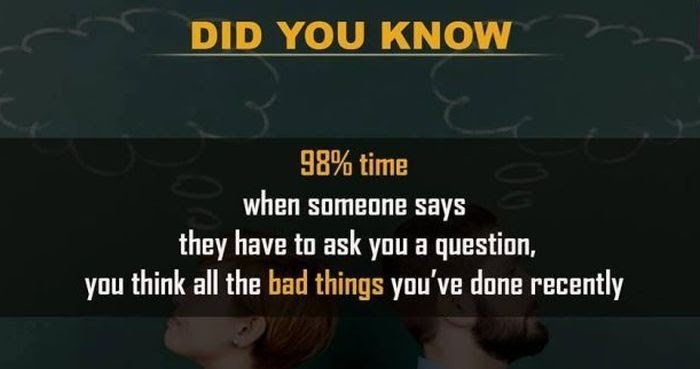 DID YOU KNOW
98% time
when someone says
they have to ask you a question,
you think all the bad things you've done recently